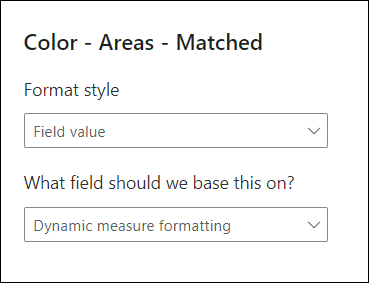 Color - Areas - Matched
Format style
Field value
What field should we base this on?
Dynamic measure formatting